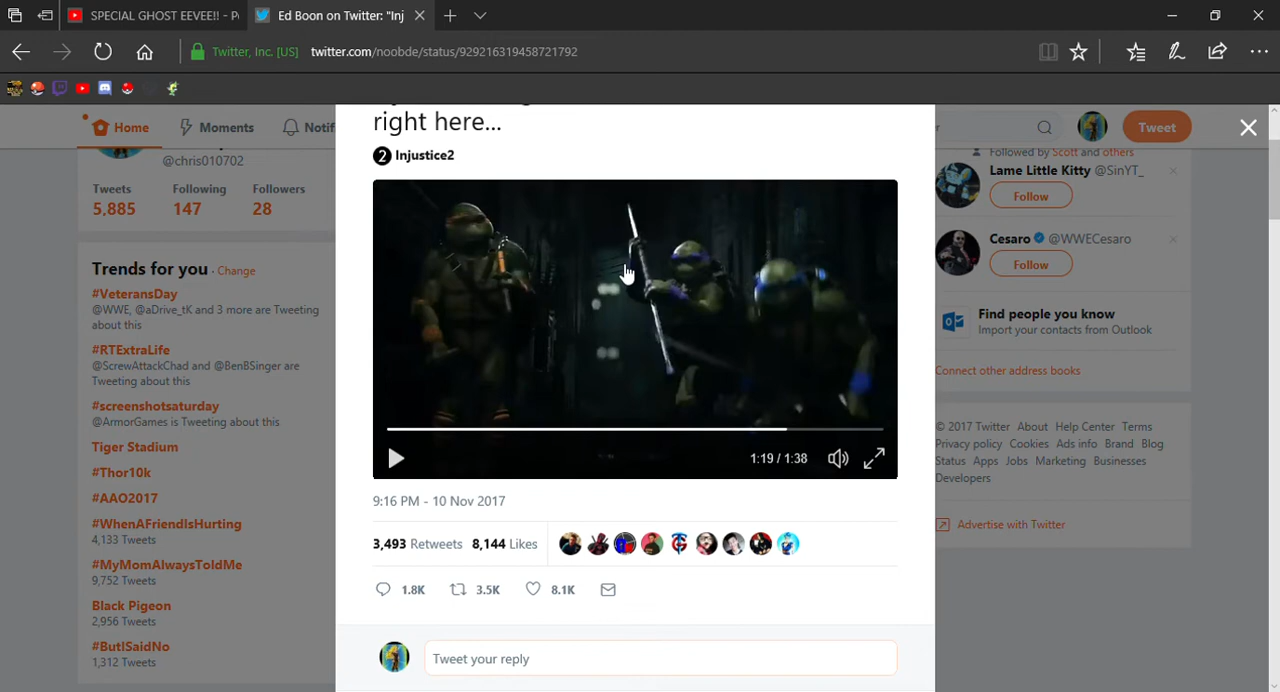 SPECIAL GHOST EEVEE!! - P
Ed Boon on Twitter: "Inj
Twitter, Inc. [US]
twitter.com/noobde/status/929216319458721792
Home
Moments
Notif
Tweet
@chris010702
Tweets
Following
Followers
5,885
147
28
Trends for you · Change
#VeteransDay
@WWE, @aDrive_tK and 3 more are Tweeting
about this
#RTExtraLife
@ScrewAttackChad and @BenBSinger are
Tweeting about this
#screenshotsaturday
@ArmorGames is Tweeting about this
Tiger Stadium
#Thor10k
#AAO2017
#WhenAFriendIsHurting
4,133 Tweets
#MyMomAlwaysToldMe
9,752 Tweets
Black Pigeon
2,956 Tweets
#ButISaidNo
1,312 Tweets
right here...
2 Injustice2
1:19 / 1:38
9:16 PM - 10 Nov 2017
3,493 Retweets 8,144 Likes
1.8K
3.5K
8.1K
Tweet your reply
Followed by Scott and others
Lame Little Kitty @SinYT_
Follow
Cesaro @WWECesaro
Follow
Find people you know
Import your contacts from Outlook
Connect other address books
© 2017 Twitter About Help Center Terms
Privacy policy Cookies Ads info Brand Blog
Status Apps Jobs Marketing Businesses
Developers
Advertise with Twitter